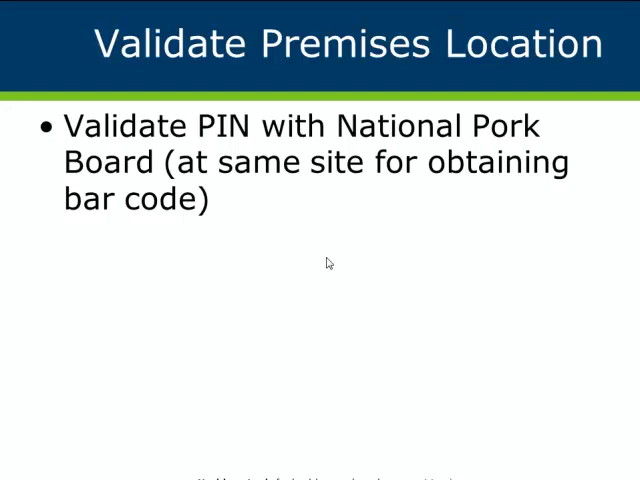 Validate Premises Location
• Validate PIN with National Pork
Board (at same site for obtaining
bar code)